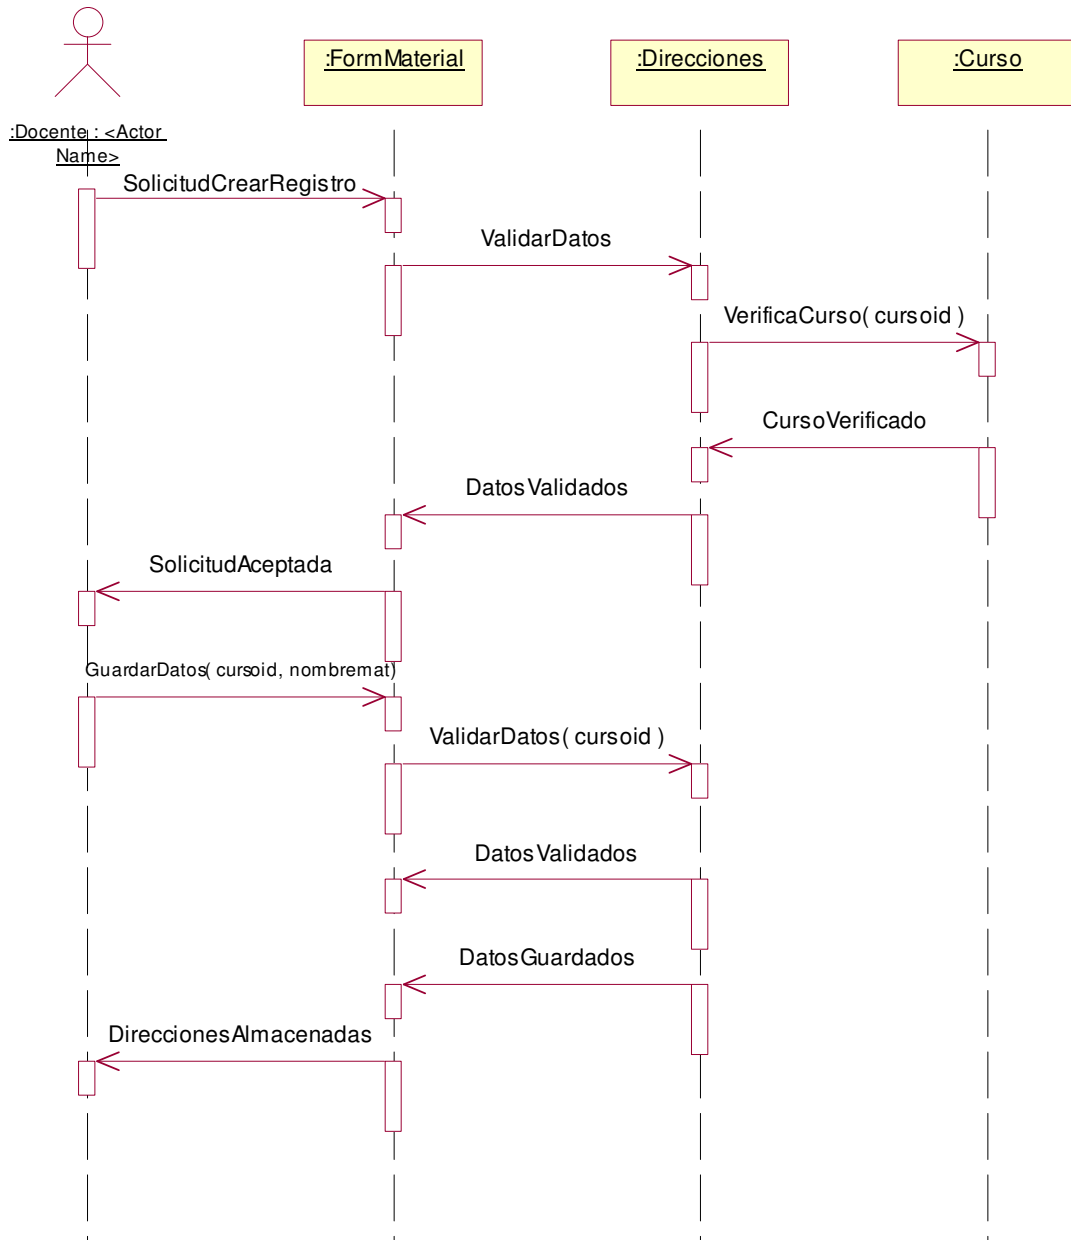 :FormMaterial
:Direcciones
:Curso
:Docente : <Actor
Name>
SolicitudCrearRegistro
ValidarDatos
VerificaCurso( cursoid )
CursoVerificado
DatosValidados
SolicitudAceptada
GuardarDatos( cursoid, nombremat)
ValidarDatos( cursoid )
DatosValidados
DatosGuardados
DireccionesAlmacenadas